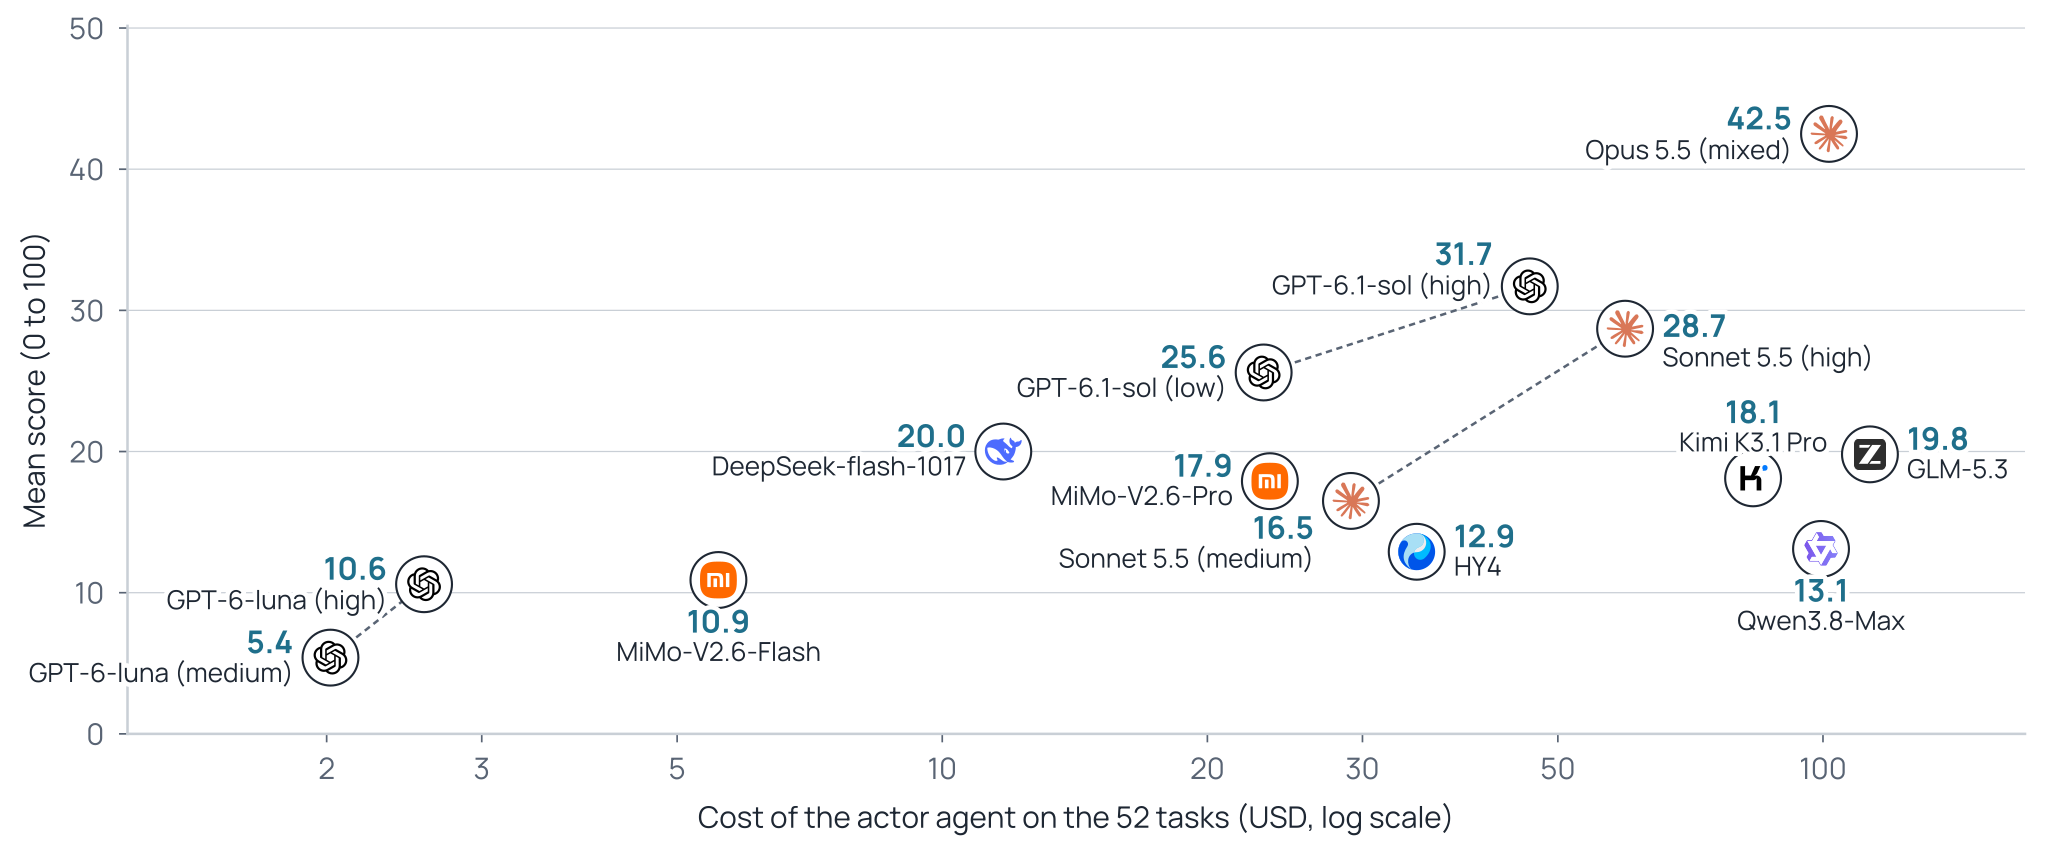 50
42.5
Opus 5.5 (mixed)
40
31.7
GPT-6.1-sol (high)
30
28.7
Sonnet 5.5 (high)
25.6
GPT-6.1-sol (low)
20.0
DeepSeek-flash-1017
20
18.1
Kimi K3.1 Pro
19.8
GLM-5.3
17.9
MiMo-V2.6-Pro
16.5
Sonnet 5.5 (medium)
12.9
HY4
13.1
Qwen3.8-Max
10.6
GPT-6-luna (high)
10
10.9
MiMo-V2.6-Flash
5.4
GPT-6-luna (medium)
0
Mean score (0 to 100)
2 3 5 10 20 30 50 100
Cost of the actor agent on the 52 tasks (USD, log scale)